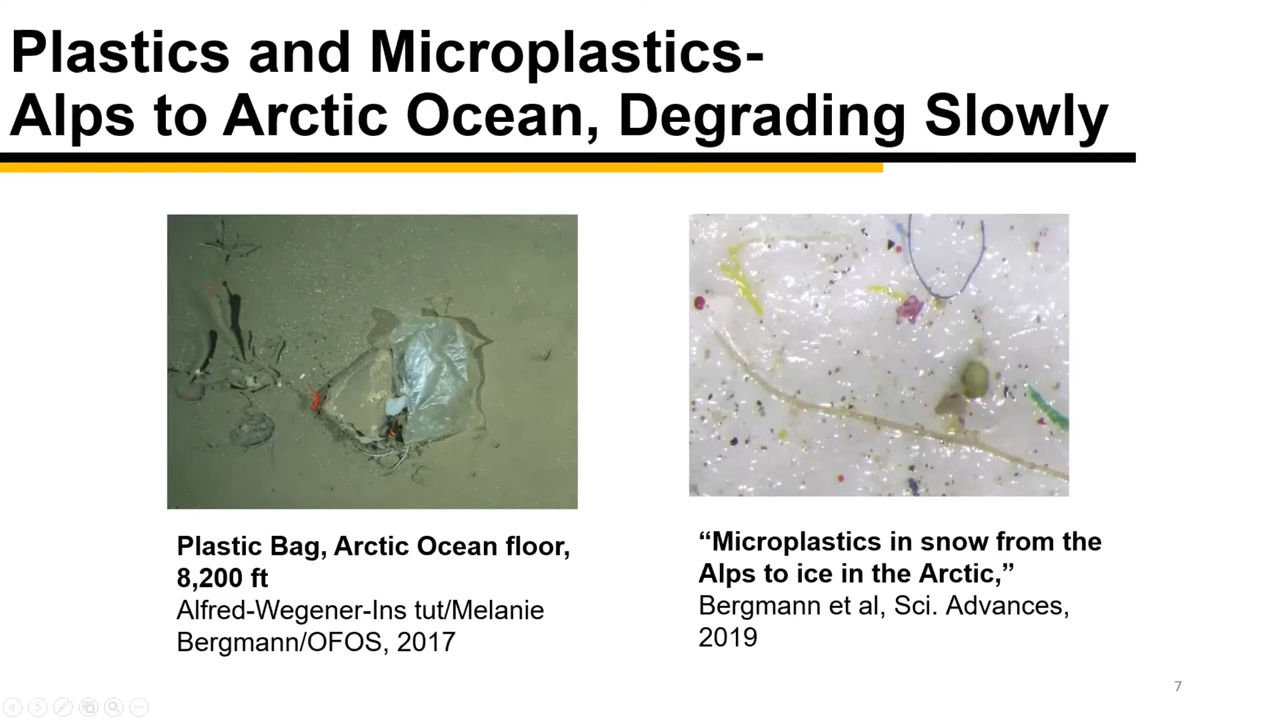 Plastics and Microplastics-
Alps to Arctic Ocean, Degrading Slowly
Plastic Bag, Arctic Ocean floor,
8,200 ft
Alfred-Wegener-Ins tut/Melanie
Bergmann/OFOS, 2017
“Microplastics in snow from the
Alps to ice in the Arctic,”
Bergmann et al, Sci. Advances,
2019
7